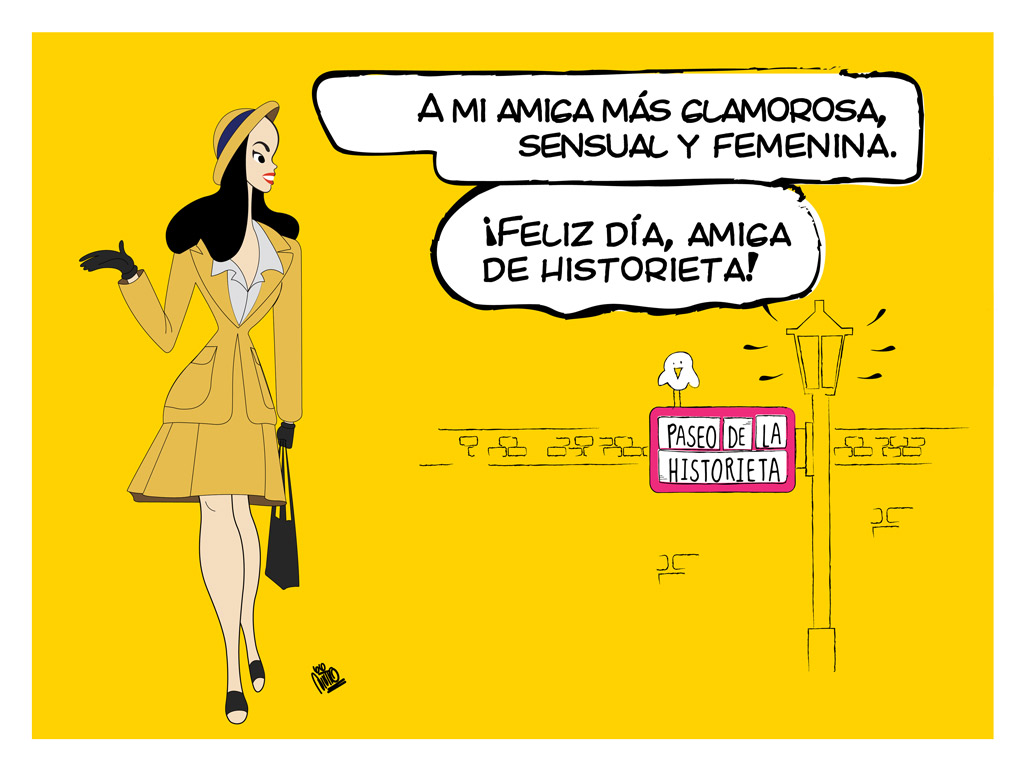 A MI AMIGA MÁS GLAMOROSA,
SENSUAL Y FEMENINA.
¡FELIZ DÍA, AMIGA
DE HISTORIETA!
PASEO DE LA
HISTORIETA